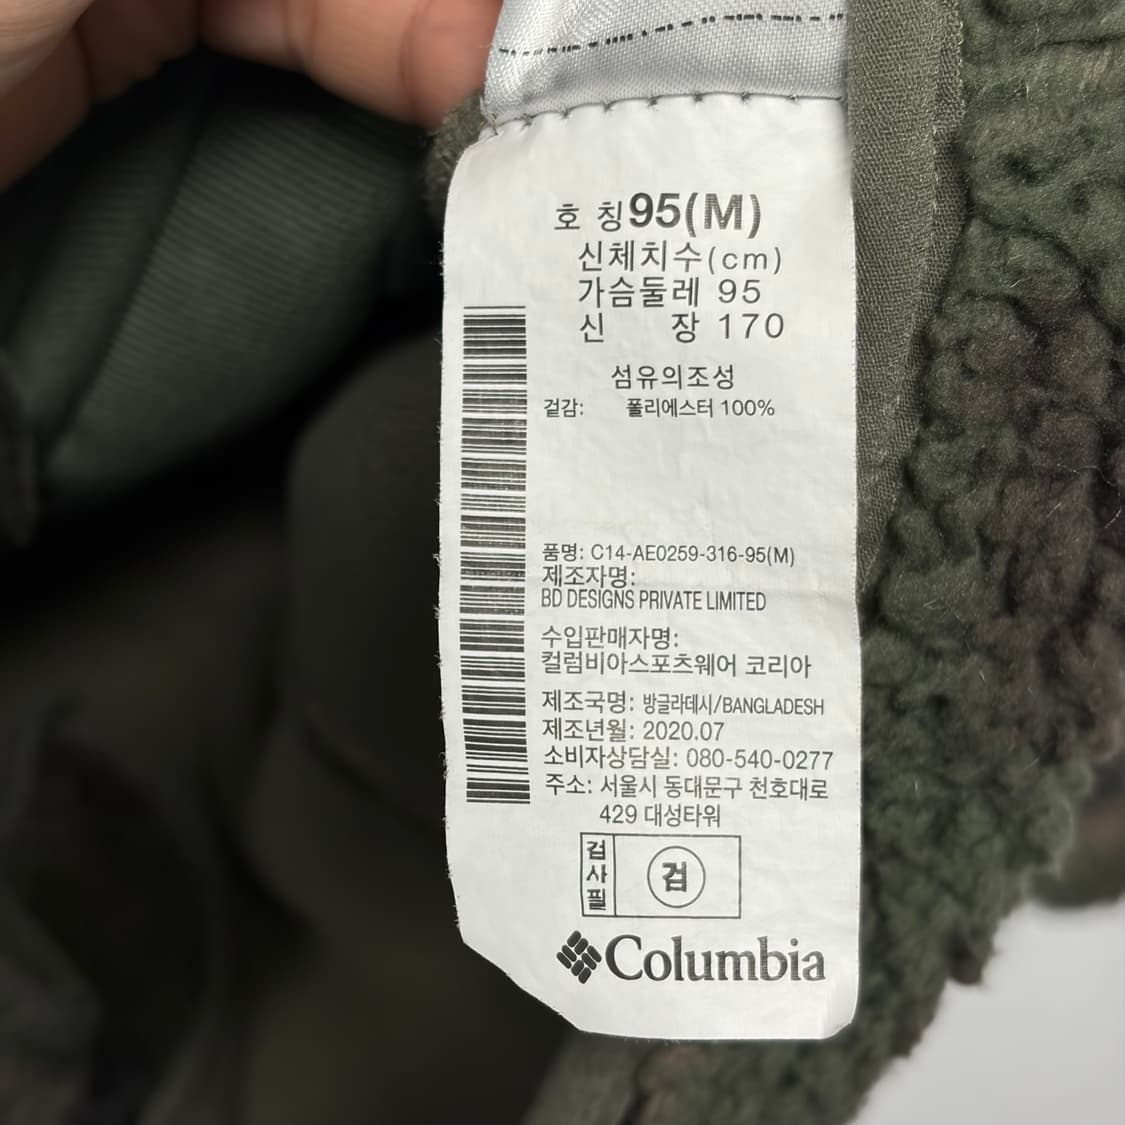 호 칭 95(M)
신체치수(cm)
가슴둘레 95
신 장 170
섬유의조성
겉감: 폴리에스터 100%
품명: C14-AE0259-316-95(M)
제조자명:
BD DESIGNS PRIVATE LIMITED
수입판매자명:
컬럼비아스포츠웨어 코리아
제조국명: 방글라데시/BANGLADESH
제조년월: 2020.07
소비자상담실: 080-540-0277
주소: 서울시 동대문구 천호대로
429 대성타워
검사필 검
Columbia